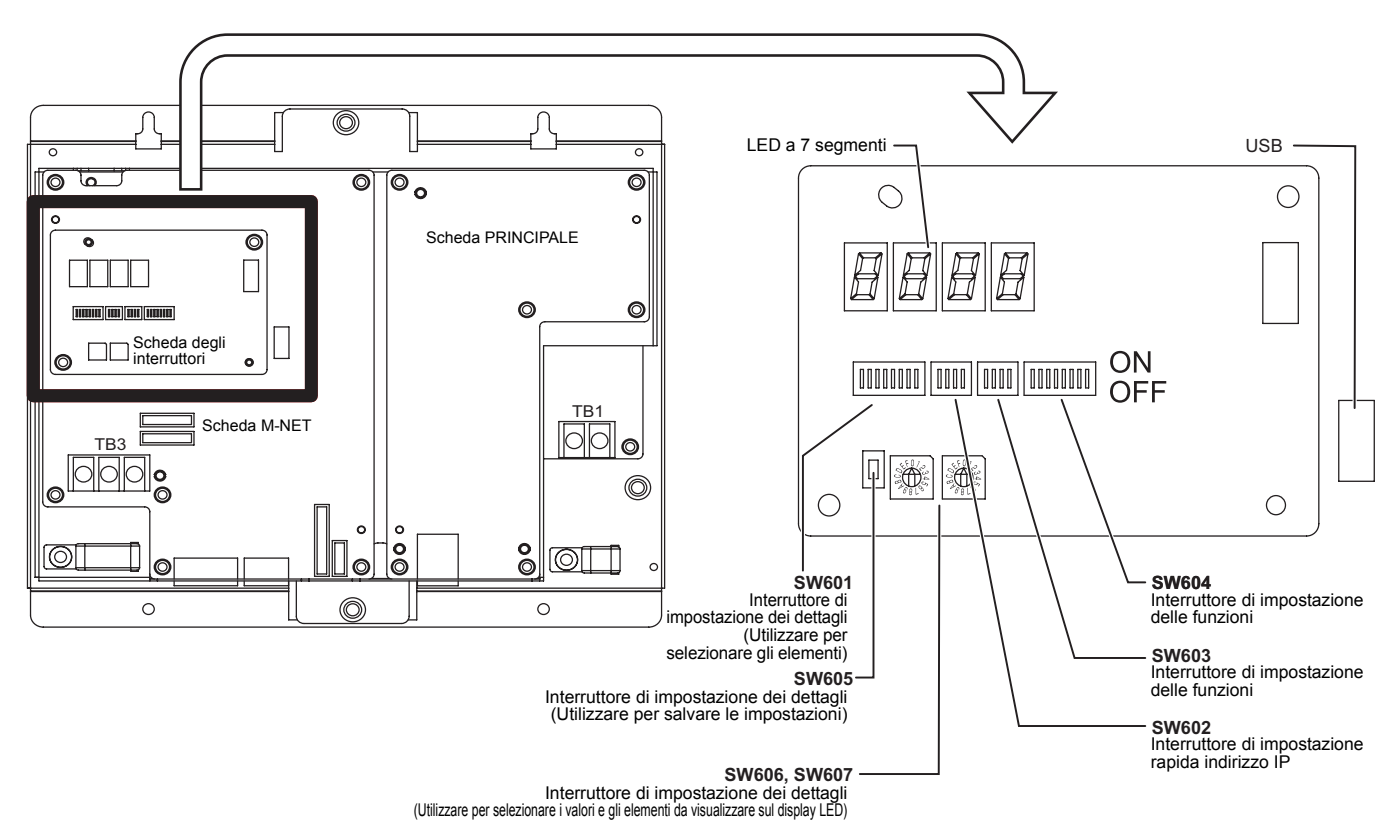 LED a 7 segmenti
USB
Scheda PRINCIPALE
Scheda degli
interruttori
ON
OFF
Scheda M-NET
TB3
TB1
SW601
Interruttore di
impostazione dei dettagli
(Utilizzare per
selezionare gli elementi)
SW605
Interruttore di impostazione dei dettagli
(Utilizzare per salvare le impostazioni)
SW606, SW607
Interruttore di impostazione dei dettagli
(Utilizzare per selezionare i valori e gli elementi da visualizzare sul display LED)
SW604
Interruttore di impostazione
delle funzioni
SW603
Interruttore di impostazione
delle funzioni
SW602
Interruttore di impostazione
rapida indirizzo IP